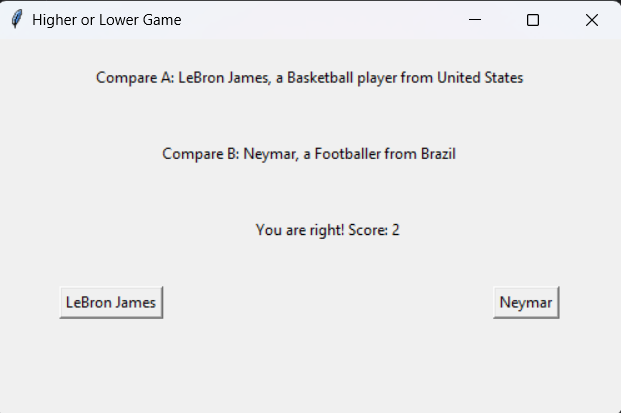 Higher or Lower Game
Compare A: LeBron James, a Basketball player from United States
Compare B: Neymar, a Footballer from Brazil
You are right! Score: 2
LeBron James
Neymar